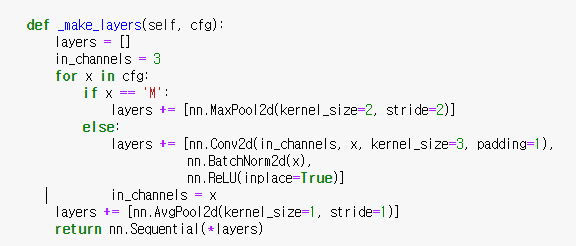 def _make_layers(self, cfg):
    layers = []
    in_channels = 3
    for x in cfg:
        if x == 'M':
            layers += [nn.MaxPool2d(kernel_size=2, stride=2)]
        else:
            layers += [nn.Conv2d(in_channels, x, kernel_size=3, padding=1),
                       nn.BatchNorm2d(x),
                       nn.ReLU(inplace=True)]
            in_channels = x
    layers += [nn.AvgPool2d(kernel_size=1, stride=1)]
    return nn.Sequential(*layers)